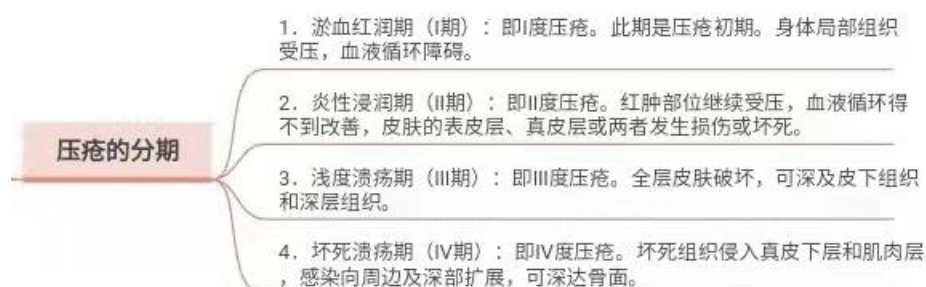 压疮的分期
1．淤血红润期（I期）：即I度压疮。此期是压疮初期。身体局部组织
受压，血液循环障碍。
2．炎性浸润期（II期）：即II度压疮。红肿部位继续受压，血液循环得
不到改善，皮肤的表皮层、真皮层或两者发生损伤或坏死。
3．浅度溃疡期（III期）：即III度压疮。全层皮肤破坏，可深及皮下组织
和深层组织。
4．坏死溃疡期（IV期）：即IV度压疮。坏死组织侵入真皮下层和肌肉层
，感染向周边及深部扩展，可深达骨面。